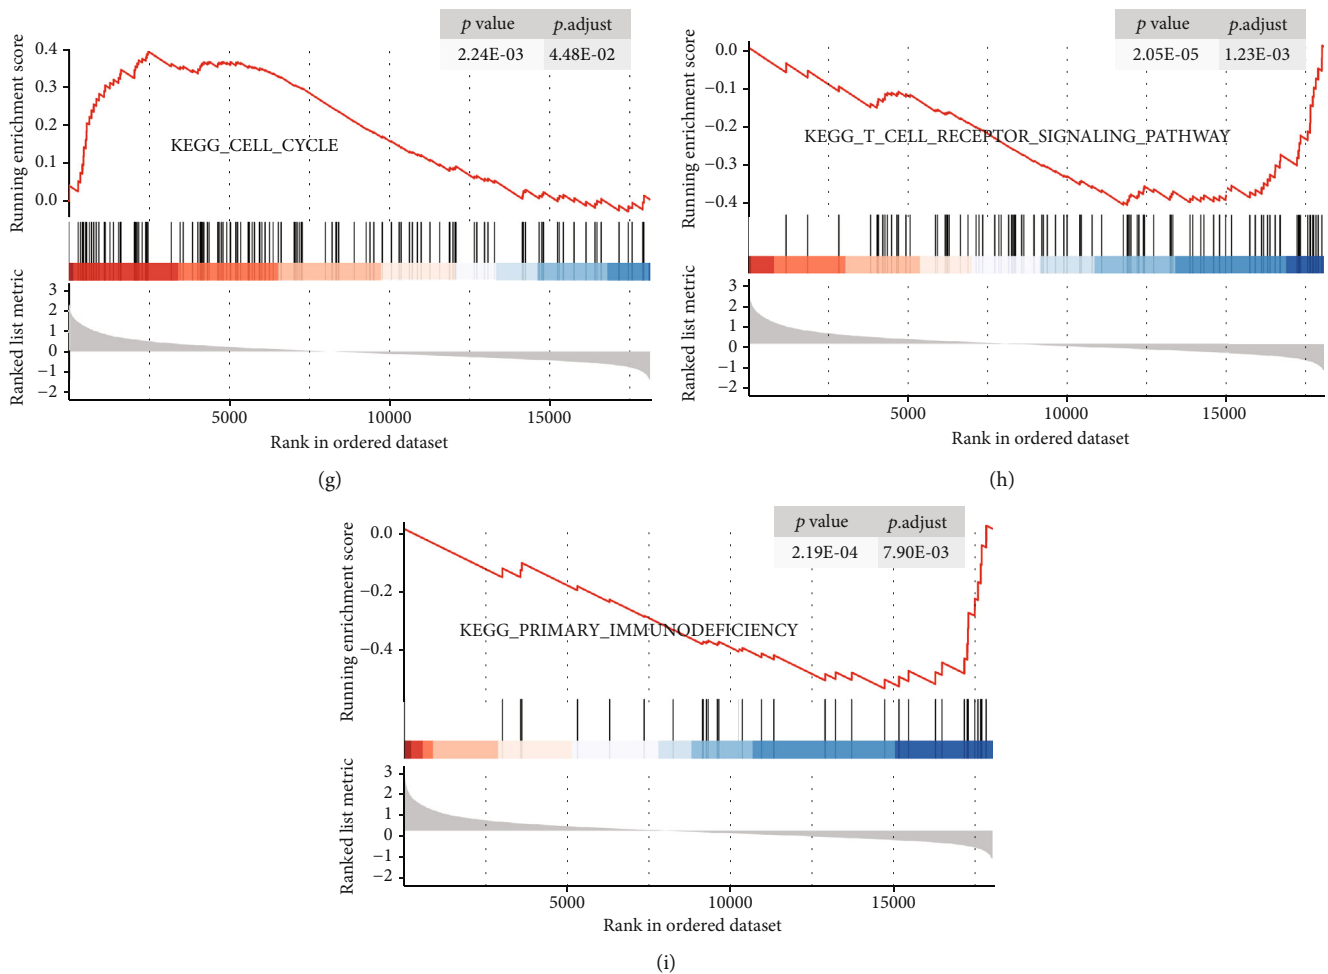 p value p.adjust
2.24E-03 4.48E-02
Running enrichment score
0.4
0.3
0.2
0.1
0.0
KEGG_CELL_CYCLE
Ranked list metric
3
2
1
0
−1
−2
5000 10000 15000
Rank in ordered dataset
(g)
p value p.adjust
2.05E-05 1.23E-03
Running enrichment score
0.0
−0.1
−0.2
−0.3
−0.4
KEGG_T_CELL_RECEPTOR_SIGNALING_PATHWAY
Ranked list metric
3
2
1
0
−1
−2
5000 10000 15000
Rank in ordered dataset
(h)
p value p.adjust
2.19E-04 7.90E-03
Running enrichment score
0.0
−0.2
−0.4
KEGG_PRIMARY_IMMUNODEFICIENCY
Ranked list metric
3
2
1
0
−1
−2
5000 10000 15000
Rank in ordered dataset
(i)